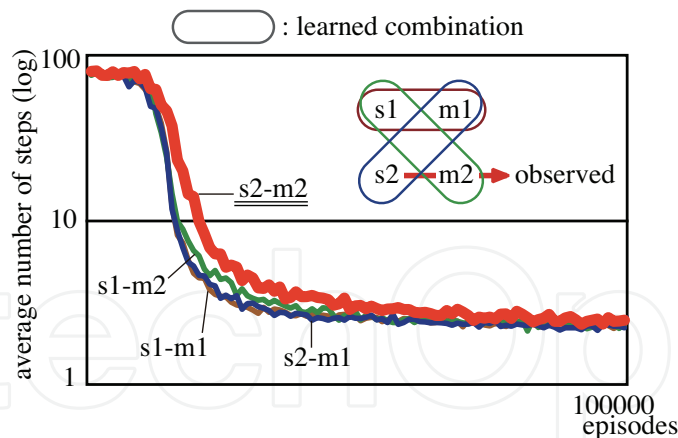 : learned combination
100
average number of steps (log)
s1 m1
s2 m2 observed
s2-m2
10
s1-m2
s1-m1
s2-m1
1
100000
episodes